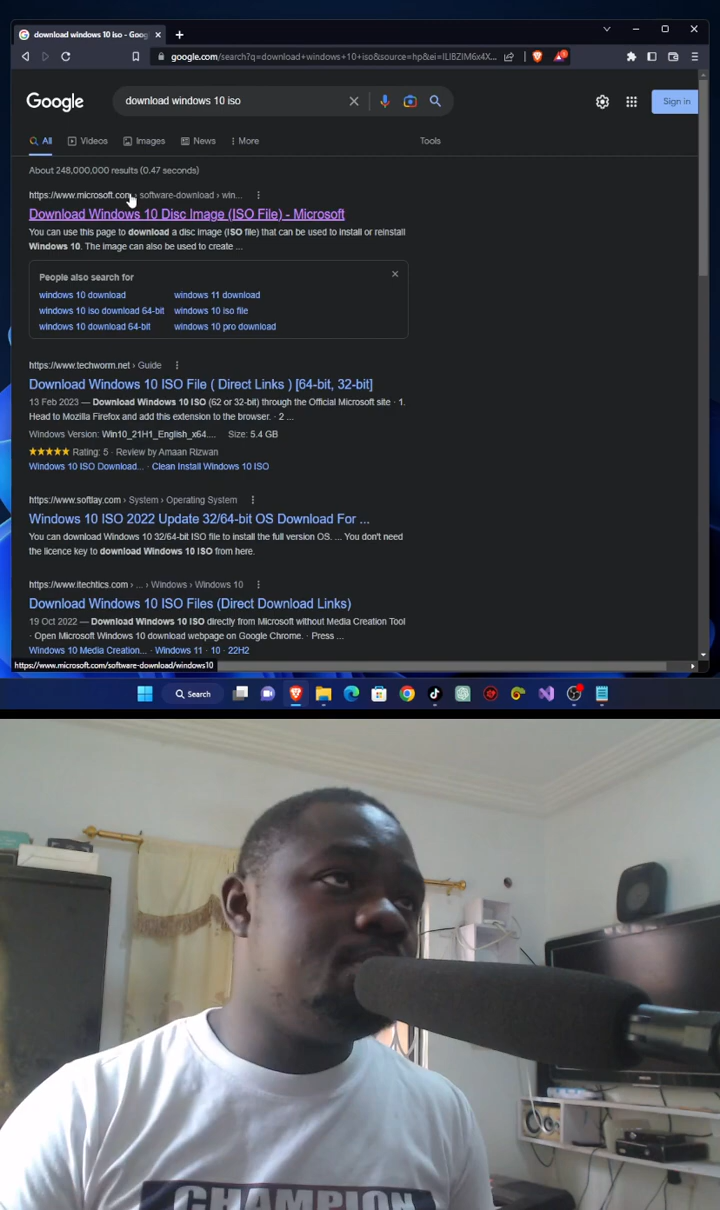 download windows 10 iso - Goog
google.com/search?q=download+windows+10+iso&source=hp&ei=ILIBZIM6x4X...
Google
download windows 10 iso
Sign in
All
Videos
Images
News
More
Tools
About 248,000,000 results (0.47 seconds)
https://www.microsoft.com › software-download › win...
Download Windows 10 Disc Image (ISO File) - Microsoft
You can use this page to download a disc image (ISO file) that can be used to install or reinstall
Windows 10. The image can also be used to create ...
People also search for
windows 10 download
windows 11 download
windows 10 iso download 64-bit
windows 10 iso file
windows 10 download 64-bit
windows 10 pro download
https://www.techworm.net › Guide
Download Windows 10 ISO File ( Direct Links ) [64-bit, 32-bit]
13 Feb 2023 — Download Windows 10 ISO (62 or 32-bit) through the Official Microsoft site · 1.
Head to Mozilla Firefox and add this extension to the browser. · 2 ...
Windows Version: Win10_21H1_English_x64.... Size: 5.4 GB
Rating: 5 · Review by Amaan Rizwan
Windows 10 ISO Download... · Clean Install Windows 10 ISO
https://www.softlay.com › System › Operating System
Windows 10 ISO 2022 Update 32/64-bit OS Download For ...
You can download Windows 10 32/64-bit ISO file to install the full version OS. ... You don't need
the licence key to download Windows 10 ISO from here.
https://www.itechtics.com › ... › Windows › Windows 10
Download Windows 10 ISO Files (Direct Download Links)
19 Oct 2022 — Download Windows 10 ISO directly from Microsoft without Media Creation Tool
· Open Microsoft Windows 10 download webpage on Google Chrome. · Press ...
Windows 10 Media Creation... · Windows 11 · 10 · 22H2
https://www.microsoft.com/software-download/windows10
Search
CHAMPION